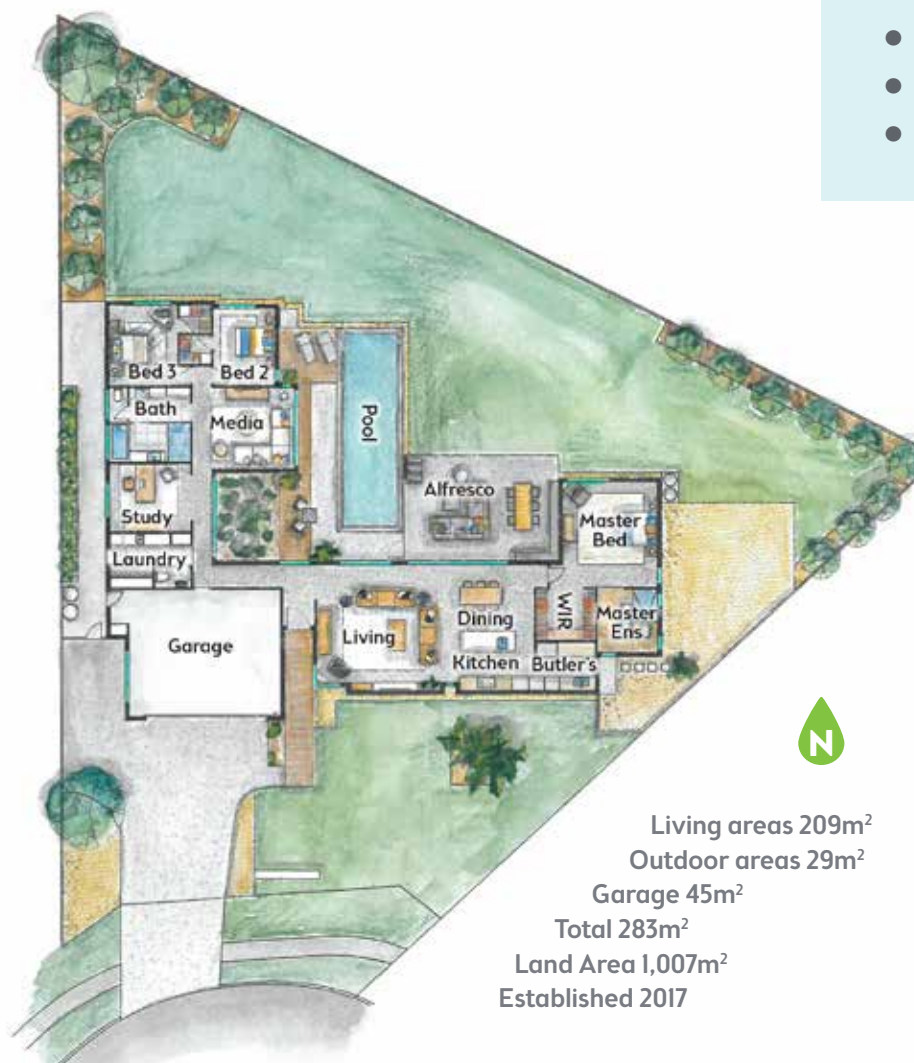 Bed 3
Bed 2
Bath
Media
Pool
Study
Alfresco
Master
Bed
Laundry
Garage
Living
Dining
WIR
Master
Ens
Kitchen
Butler's
N
Living areas 209m²
Outdoor areas 29m²
Garage 45m²
Total 283m²
Land Area 1,007m²
Established 2017